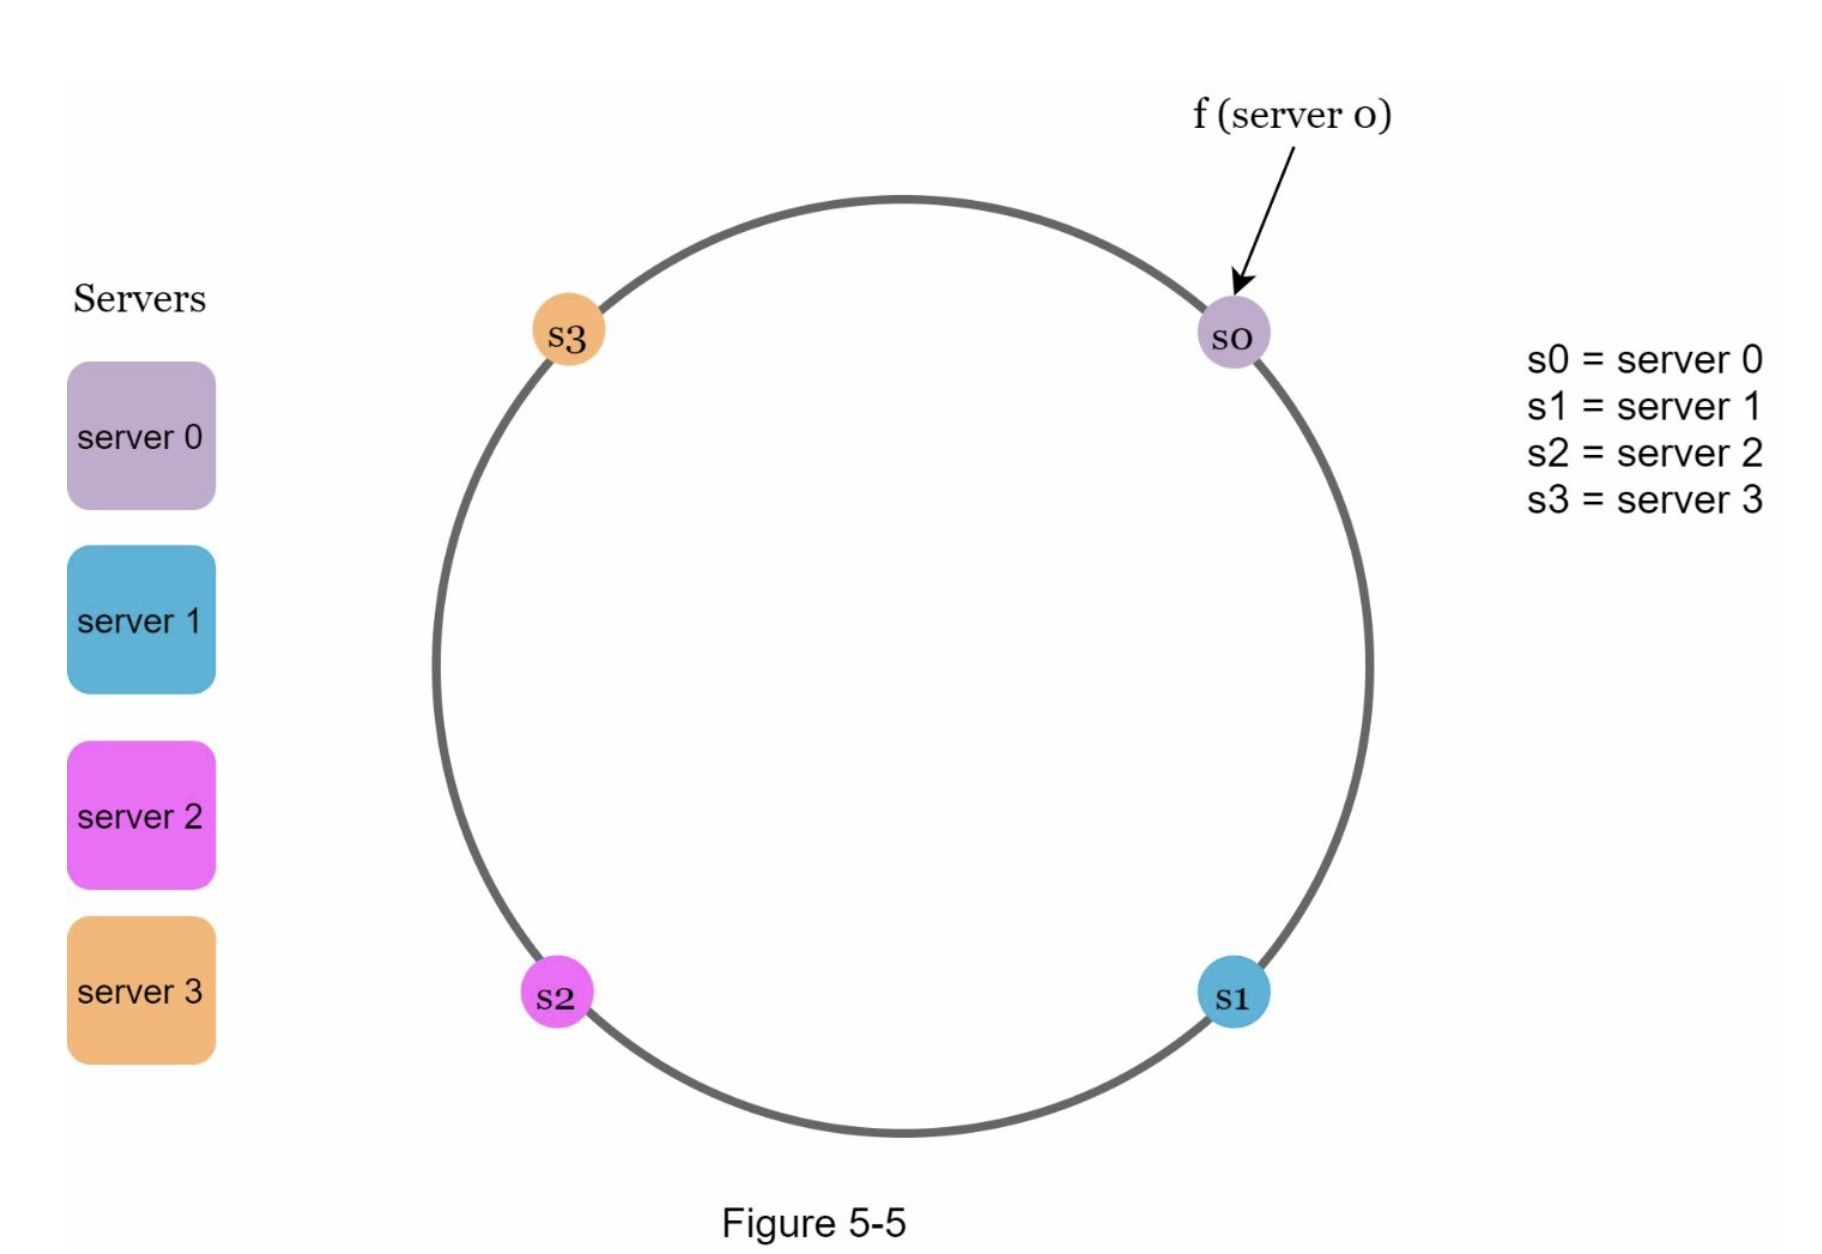 f (server 0)
Servers
s3
s0
s0 = server 0
s1 = server 1
s2 = server 2
s3 = server 3
server 0
server 1
server 2
server 3
s2
s1
Figure 5-5